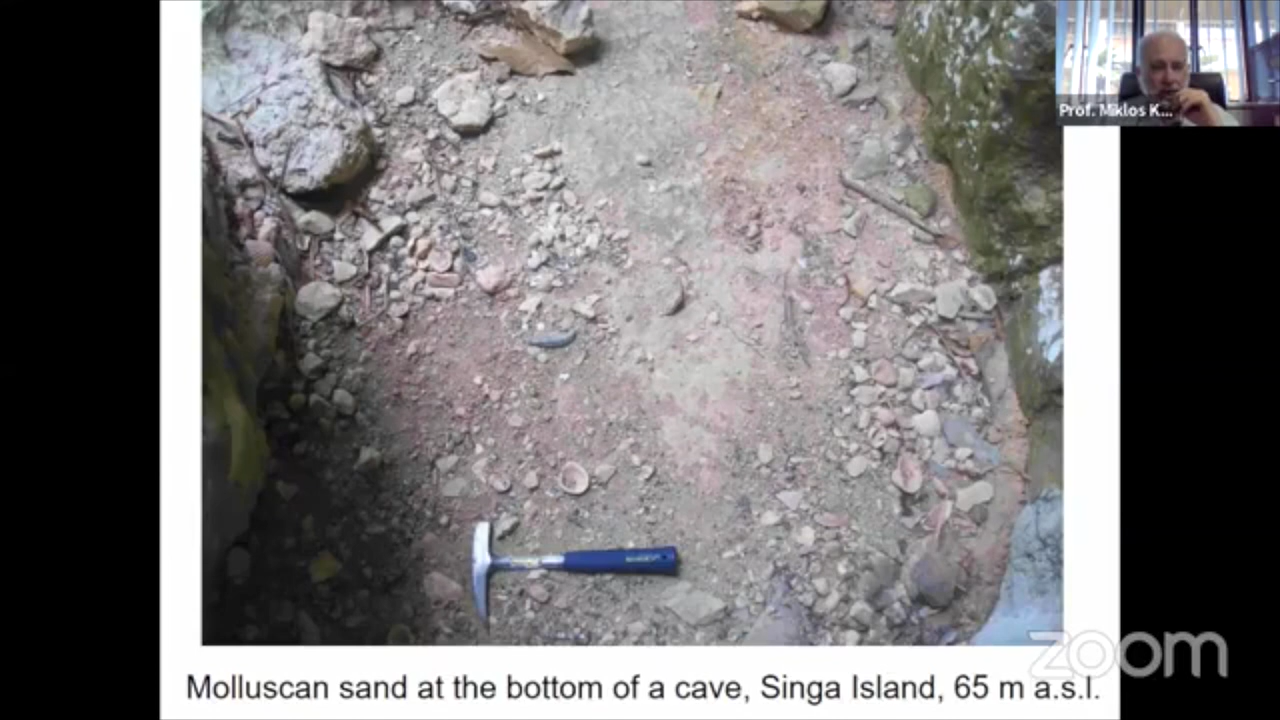 Prof. Miklos K...
zoom
Molluscan sand at the bottom of a cave, Singa Island, 65 m a.s.l.